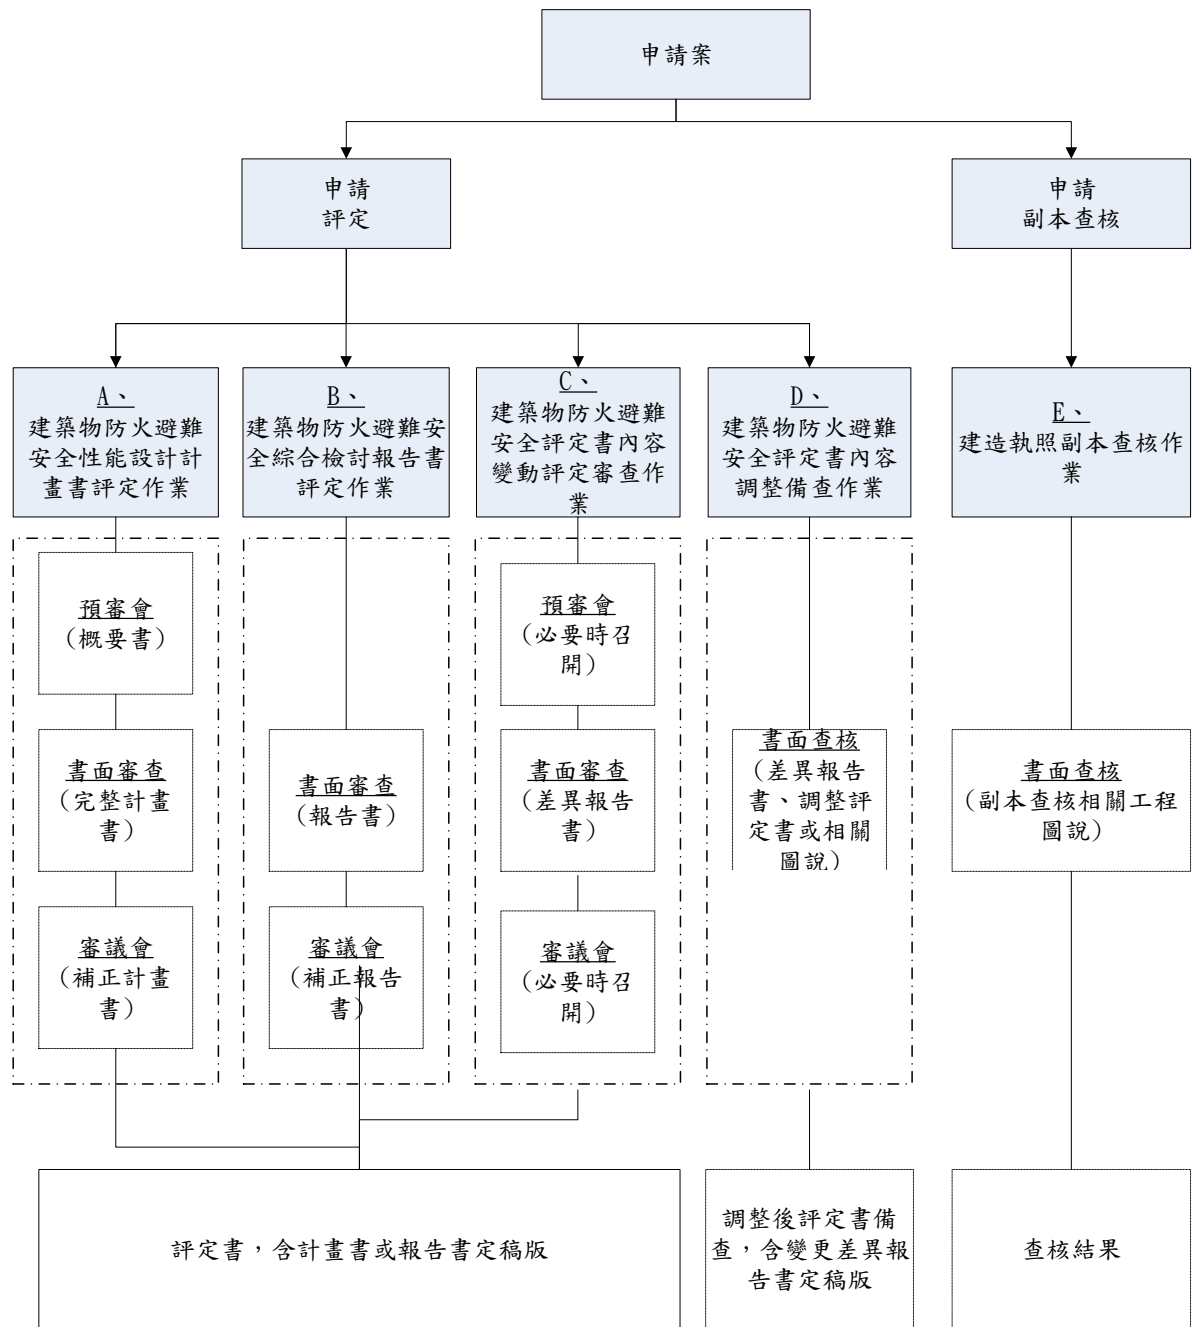 申請案
申請
評定
申請
副本查核
A、
建築物防火避難
安全性能設計計
畫書評定作業
B、
建築物防火避難安
全綜合檢討報告書
評定作業
C、
建築物防火避難
安全評定書內容
變動評定審查作
業
D、
建築物防火避難
安全評定書內容
調整備查作業
E、
建造執照副本查核作
業
預審會
(概要書)
預審會
(必要時召
開)
書面審查
(完整計畫
書)
書面審查
(報告書)
書面審查
(差異報告
書)
書面查核
(差異報告
書、調整評
定書或相關
圖說)
書面查核
(副本查核相關工程
圖說)
審議會
(補正計畫
書)
審議會
(補正報告
書)
審議會
(必要時召
開)
評定書,含計畫書或報告書定稿版
調整後評定書備
查,含變更差異報
告書定稿版
查核結果